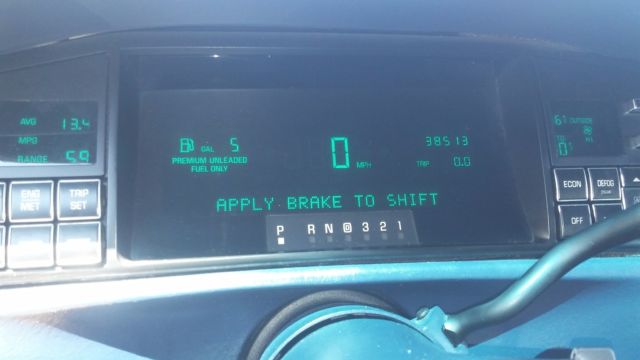 AVG 13.4
MPG
RANGE 59
ENG
MET
TRIP
SET
GAL 5
PREMIUM UNLEADED
FUEL ONLY
0 MPH
38513
TRIP 0.0
APPLY BRAKE TO SHIFT
P R N D 3 2 1
61 OUTSIDE
ECON
DEFOG
OFF